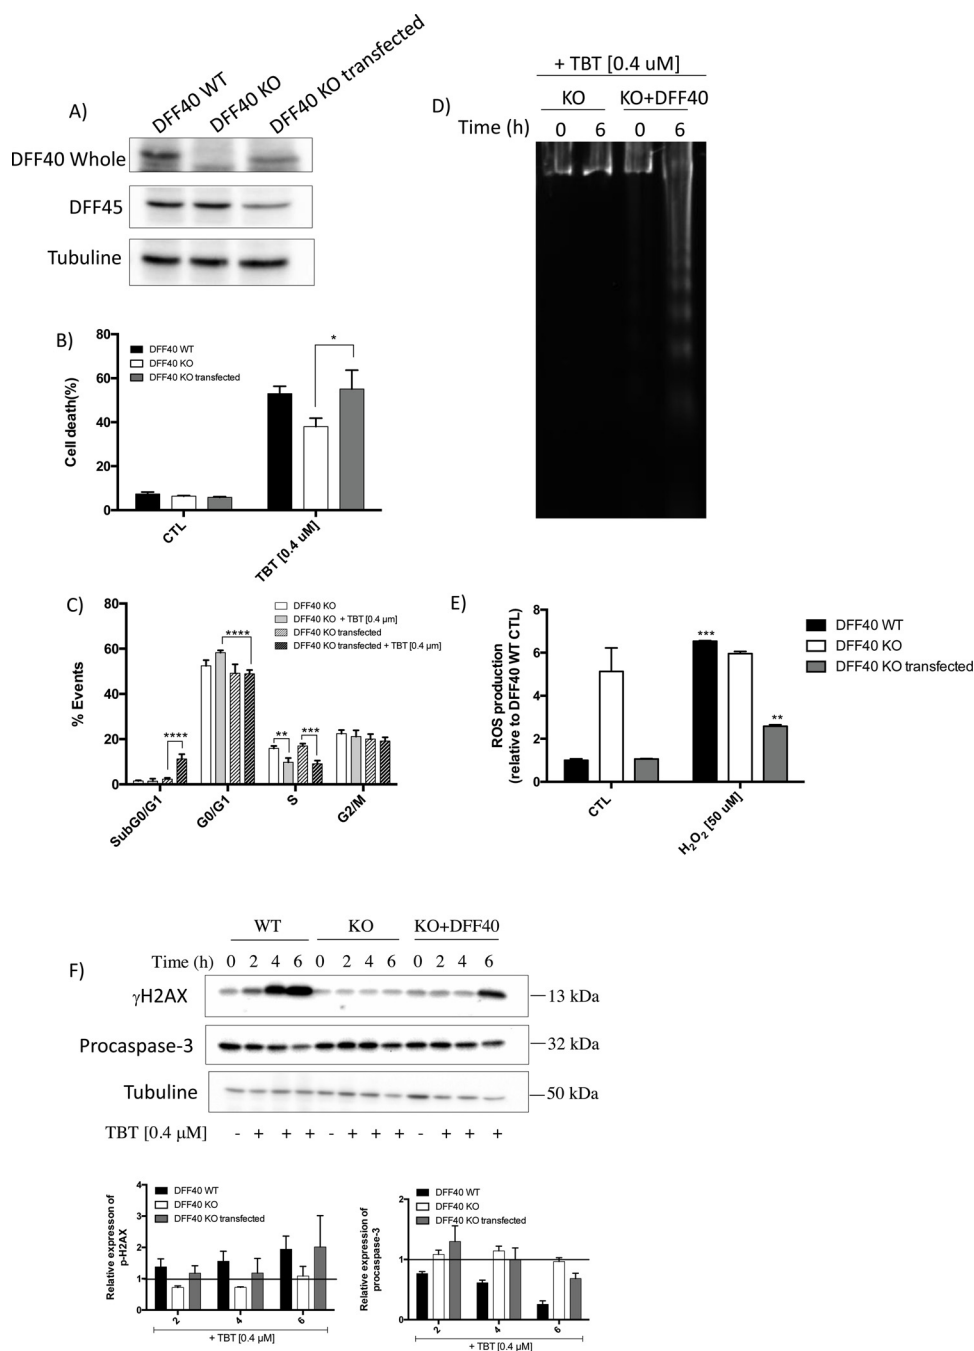 A)
DFF40 WT
DFF40 KO
DFF40 KO transfected
DFF40 Whole
DFF45
Tubuline
B)
80
60
40
20
0
Cell death(%)
DFF40 WT
DFF40 KO
DFF40 KO transfected
*
CTL
TBT [0.4 uM]
C)
80
60
40
20
0
% Events
DFF40 KO
DFF40 KO + TBT [0.4 µm]
DFF40 KO transfected
DFF40 KO transfected + TBT [0.4 µm]
****
****
**
***
SubG0/G1
G0/G1
S
G2/M
D)
+ TBT [0.4 uM]
KO KO+DFF40
Time (h) 0 6 0 6
E)
8
6
4
2
0
ROS production
(relative to DFF40 WT CTL)
***
**
DFF40 WT
DFF40 KO
DFF40 KO transfected
CTL
H₂O₂ [50 uM]
F)
WT KO KO+DFF40
Time (h) 0 2 4 6 0 2 4 6 0 2 4 6
γH2AX 13 kDa
Procaspase-3 32 kDa
Tubuline 50 kDa
TBT [0.4 µM] - + + + - + + + - + + +
4
3
2
1
0
Relative expression of
p-H2AX
DFF40 WT
DFF40 KO
DFF40 KO transfected
2 4 6
+ TBT [0.4 µM]
2
1
0
Relative expression of
procaspase-3
DFF40 WT
DFF40 KO
DFF40 KO transfected
2 4 6
+ TBT [0.4 µM]